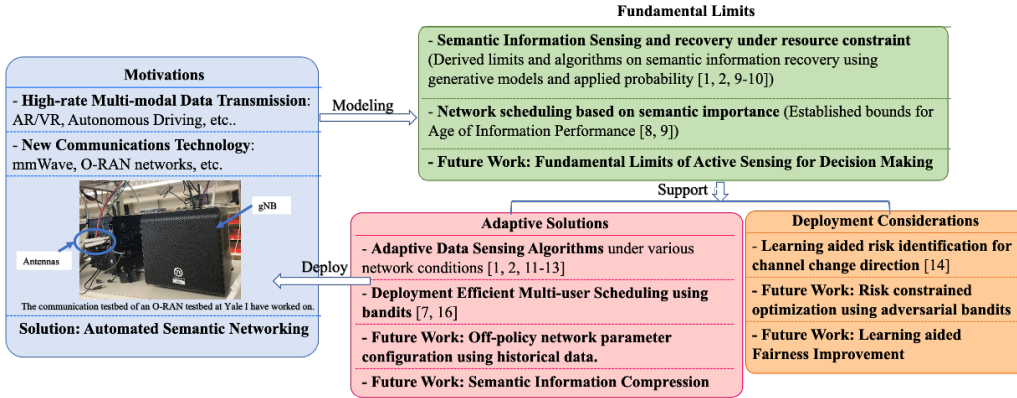 Fundamental Limits
- Semantic Information Sensing and recovery under resource constraint
(Derived limits and algorithms on semantic information recovery using
generative models and applied probability [1, 2, 9-10])
- Network scheduling based on semantic importance (Established bounds for
Age of Information Performance [8, 9])
- Future Work: Fundamental Limits of Active Sensing for Decision Making
Motivations
- High-rate Multi-modal Data Transmission:
AR/VR, Autonomous Driving, etc..
- New Communications Technology:
mmWave, O-RAN networks, etc.
gNB
Antennas
The communication testbed of an O-RAN testbed at Yale I have worked on.
Solution: Automated Semantic Networking
Modeling
Support
Deploy
Adaptive Solutions
- Adaptive Data Sensing Algorithms under various
network conditions [1, 2, 11-13]
- Deployment Efficient Multi-user Scheduling using
bandits [7, 16]
- Future Work: Off-policy network parameter
configuration using historical data.
- Future Work: Semantic Information Compression
Deployment Considerations
- Learning aided risk identification for
channel change direction [14]
- Future Work: Risk constrained
optimization using adversarial bandits
- Future Work: Learning aided
Fairness Improvement